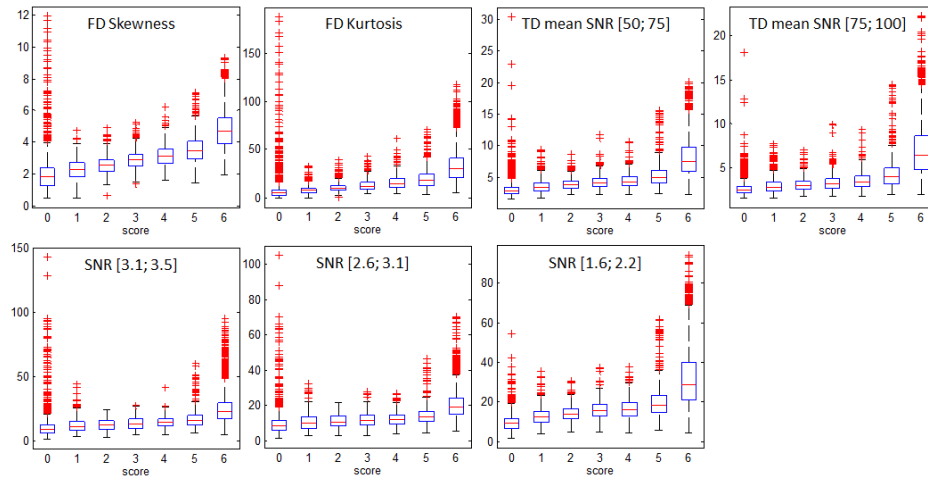 FD Skewness
12
10
8
6
4
2
0
0 1 2 3 4 5 6
score
FD Kurtosis
150
100
50
0
0 1 2 3 4 5 6
score
TD mean SNR [50; 75]
30
25
20
15
10
5
0 1 2 3 4 5 6
score
TD mean SNR [75; 100]
20
15
10
5
0 1 2 3 4 5 6
score
SNR [3.1; 3.5]
150
100
50
0
0 1 2 3 4 5 6
score
SNR [2.6; 3.1]
100
80
60
40
20
0
0 1 2 3 4 5 6
score
SNR [1.6; 2.2]
80
60
40
20
0
0 1 2 3 4 5 6
score